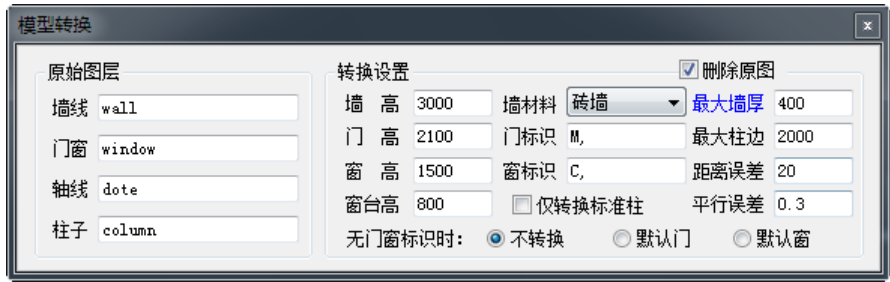 模型转换
原始图层
墙线 wall
门窗 window
轴线 dote
柱子 column
转换设置 删除原图
墙 高 3000 墙材料 砖墙 最大墙厚 400
门 高 2100 门标识 M, 最大柱边 2000
窗 高 1500 窗标识 C, 距离误差 20
窗台高 800 仅转换标准柱 平行误差 0.3
无门窗标识时: 不转换 默认门 默认窗